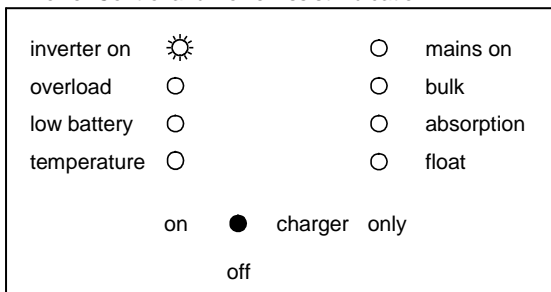 inverter on mains on
overload bulk
low battery absorption
temperature float
on charger only
off